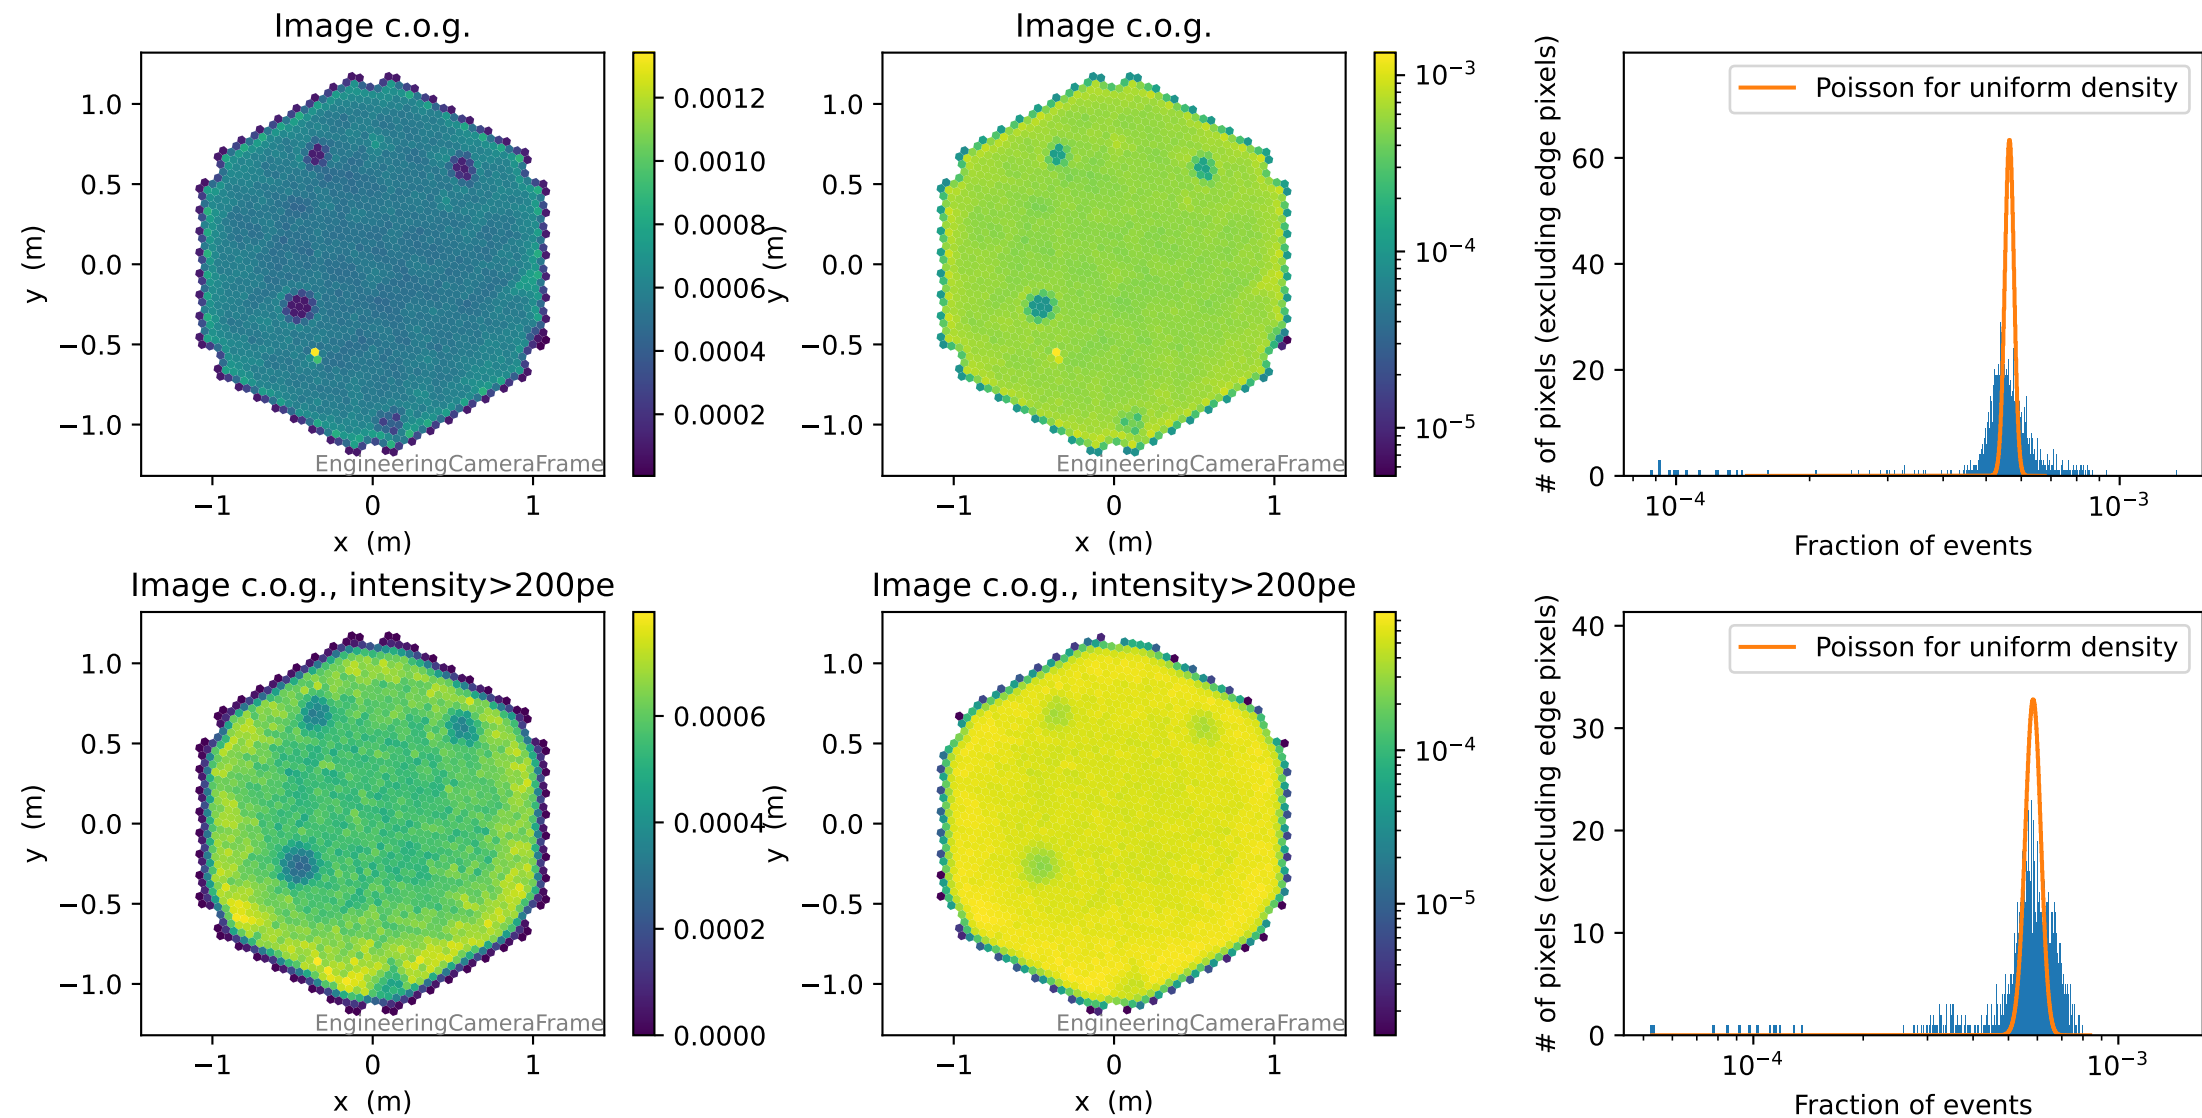 Image c.o.g.
1.0
0.5
0.0
−0.5
−1.0
y (m)
−1 0 1
x (m)
EngineeringCameraFrame
0.0012
0.0010
0.0008
0.0006
0.0004
0.0002
Image c.o.g.
1.0
0.5
0.0
−0.5
−1.0
y (m)
−1 0 1
x (m)
EngineeringCameraFrame
10−3
10−4
10−5
Poisson for uniform density
# of pixels (excluding edge pixels)
60
40
20
0
10−4 10−3
Fraction of events
Image c.o.g., intensity>200pe
1.0
0.5
0.0
−0.5
−1.0
y (m)
−1 0 1
x (m)
EngineeringCameraFrame
0.0006
0.0004
0.0002
0.0000
Image c.o.g., intensity>200pe
1.0
0.5
0.0
−0.5
−1.0
y (m)
−1 0 1
x (m)
EngineeringCameraFrame
10−4
10−5
Poisson for uniform density
# of pixels (excluding edge pixels)
40
30
20
10
0
10−4 10−3
Fraction of events